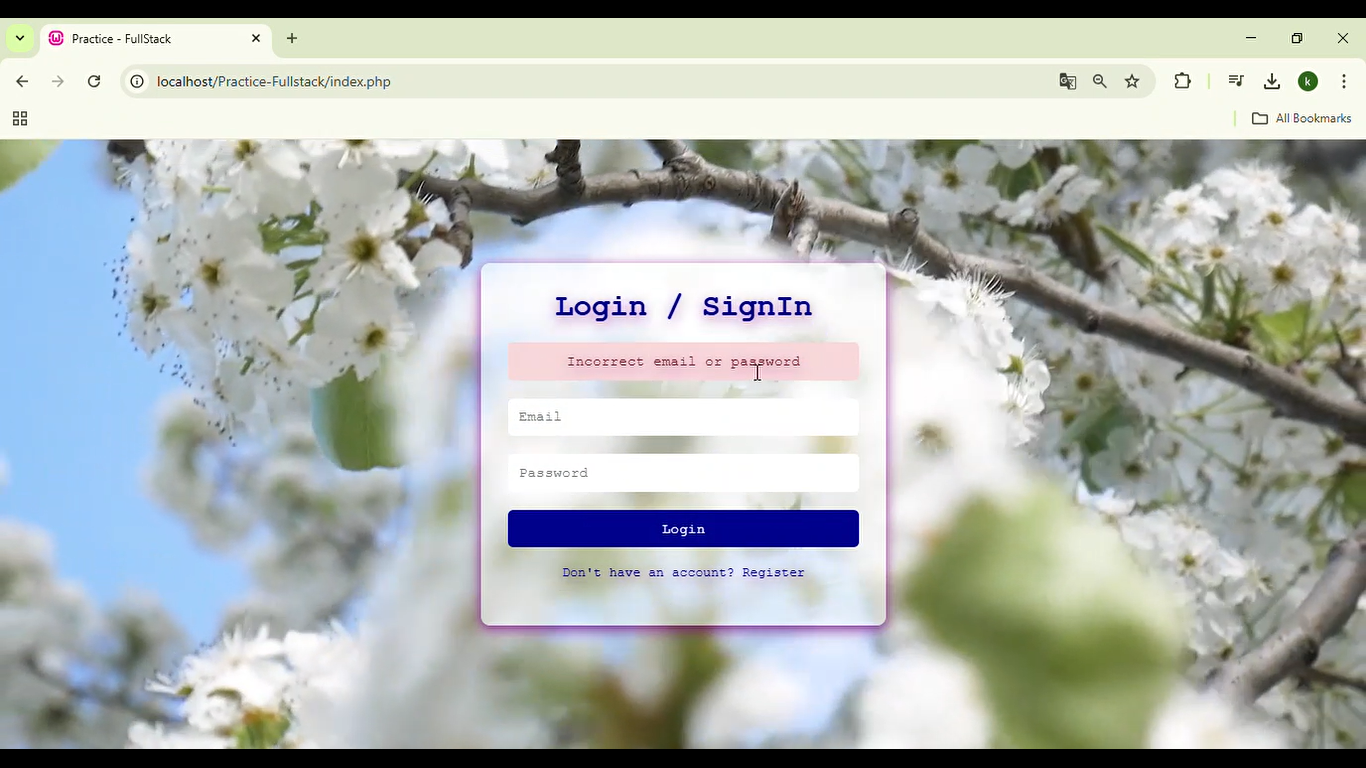 Practice - FullStack
localhost/Practice-Fullstack/index.php
k
All Bookmarks
Login / SignIn
Incorrect email or password
Email
Password
Login
Don't have an account? Register